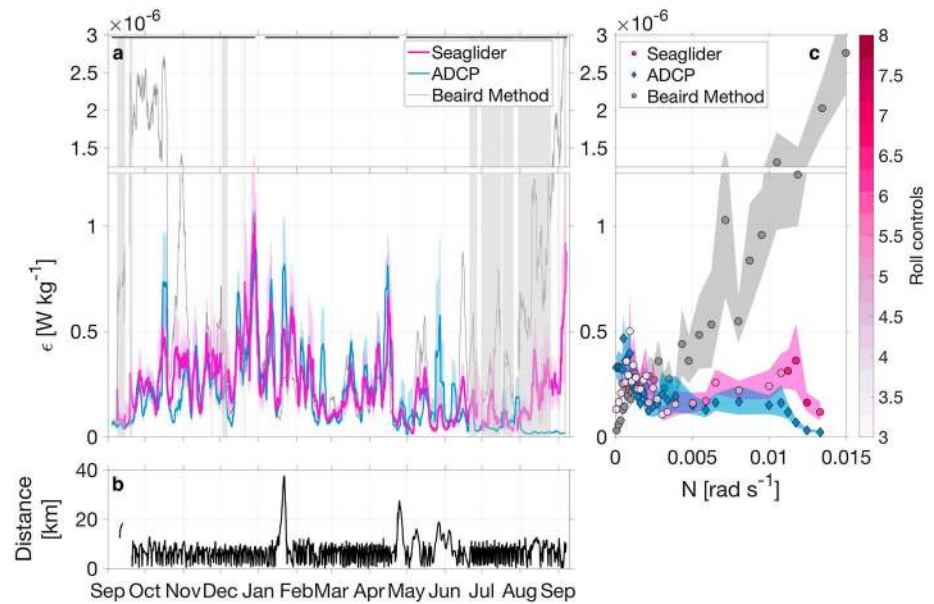 ×10⁻⁶
×10⁻⁶
3
2.5
2
1.5
1
0.5
0
ϵ [W kg⁻¹]
a
Seaglider
ADCP
Beaird Method
3
2.5
2
1.5
1
0.5
0
Seaglider
ADCP
Beaird Method
c
0
0.005
0.01
0.015
N [rad s⁻¹]
8
7.5
7
6.5
6
5.5
5
4.5
4
3.5
3
Roll controls
b
40
20
0
Distance
[km]
Sep Oct Nov Dec Jan Feb Mar Apr May Jun Jul Aug Sep